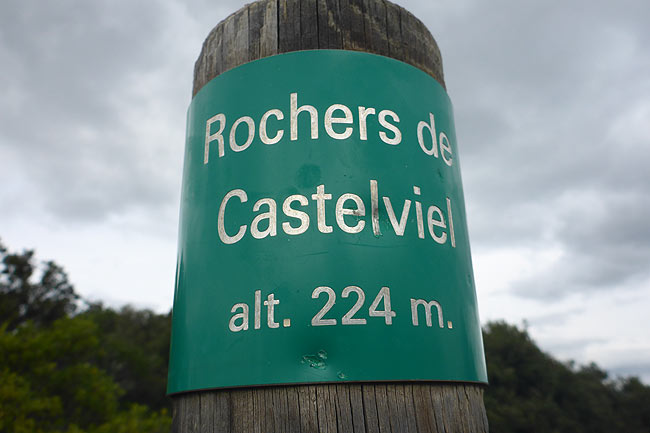 Rochers de
Castelviel
alt. 224 m.